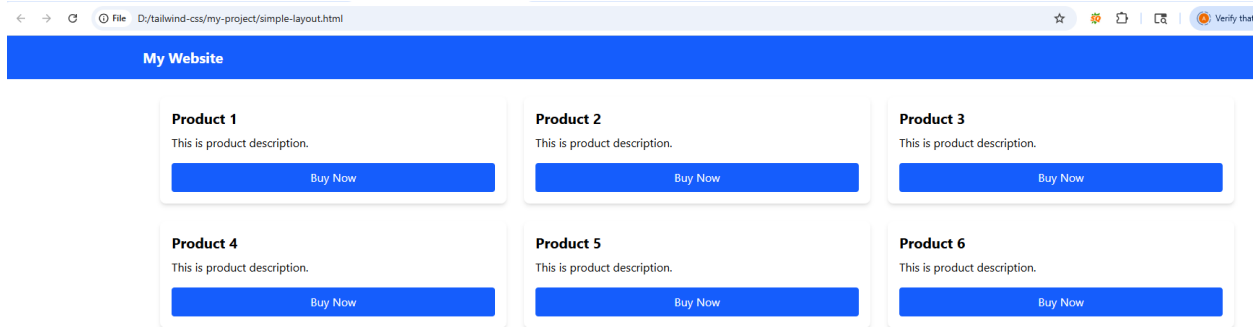 File D:/tailwind-css/my-project/simple-layout.html Verify that
My Website
Product 1 Product 2 Product 3
This is product description. This is product description. This is product description.
Buy Now Buy Now Buy Now
Product 4 Product 5 Product 6
This is product description. This is product description. This is product description.
Buy Now Buy Now Buy Now